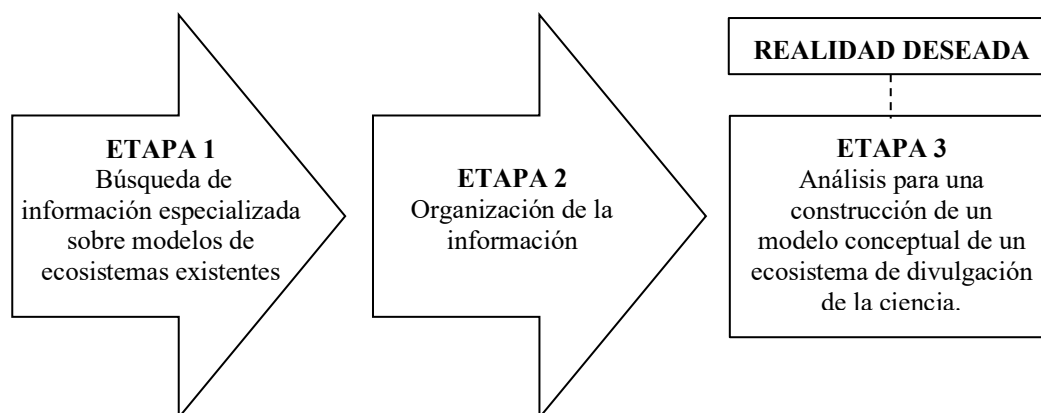 ETAPA 1
Búsqueda de
información especializada
sobre modelos de
ecosistemas existentes
ETAPA 2
Organización de la
información
REALIDAD DESEADA
ETAPA 3
Análisis para una
construcción de un
modelo conceptual de un
ecosistema de divulgación
de la ciencia.